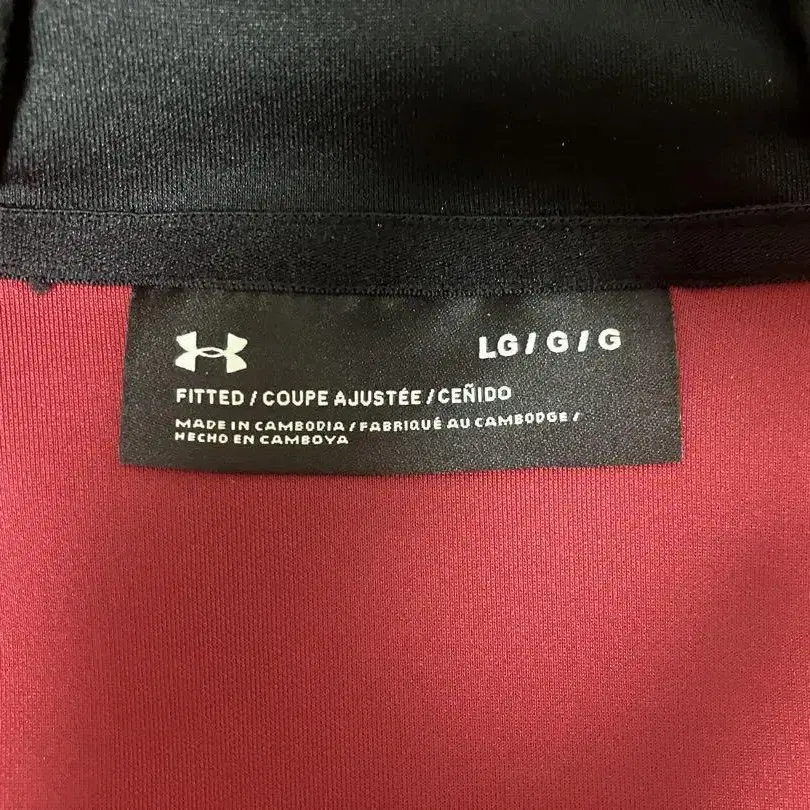 LG / G / G
FITTED / COUPE AJUSTÉE / CEÑIDO
MADE IN CAMBODIA / FABRIQUÉ AU CAMBODGE /
HECHO EN CAMBOYA